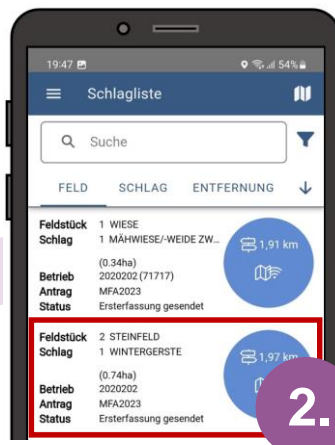 19:47 54%
Schlagliste
Suche
FELD SCHLAG ENTFERNUNG
Feldstück 1 WIESE
Schlag 1 MÄHWIESE/-WEIDE ZW...
(0.34ha)
1,91 km
Betrieb 2020202 (71717)
Antrag MFA2023
Status Ersterfassung gesendet
Feldstück 2 STEINFELD
Schlag 1 WINTERGERSTE
(0.74ha)
1,97 km
Betrieb 2020202
Antrag MFA2023
Status Ersterfassung gesendet
2.